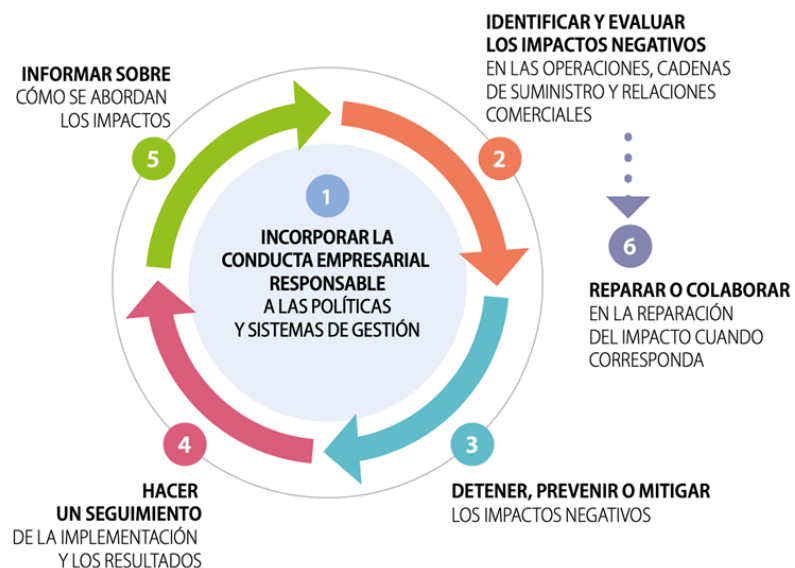 1
INCORPORAR LA
CONDUCTA EMPRESARIAL
RESPONSABLE
A LAS POLÍTICAS
Y SISTEMAS DE GESTIÓN
IDENTIFICAR Y EVALUAR
LOS IMPACTOS NEGATIVOS
EN LAS OPERACIONES, CADENAS
DE SUMINISTRO Y RELACIONES
COMERCIALES
2
3
DETENER, PREVENIR O MITIGAR
LOS IMPACTOS NEGATIVOS
4
HACER
UN SEGUIMIENTO
DE LA IMPLEMENTACIÓN
Y LOS RESULTADOS
INFORMAR SOBRE
CÓMO SE ABORDAN
LOS IMPACTOS
5
6
REPARAR O COLABORAR
EN LA REPARACIÓN
DEL IMPACTO CUANDO
CORRESPONDA